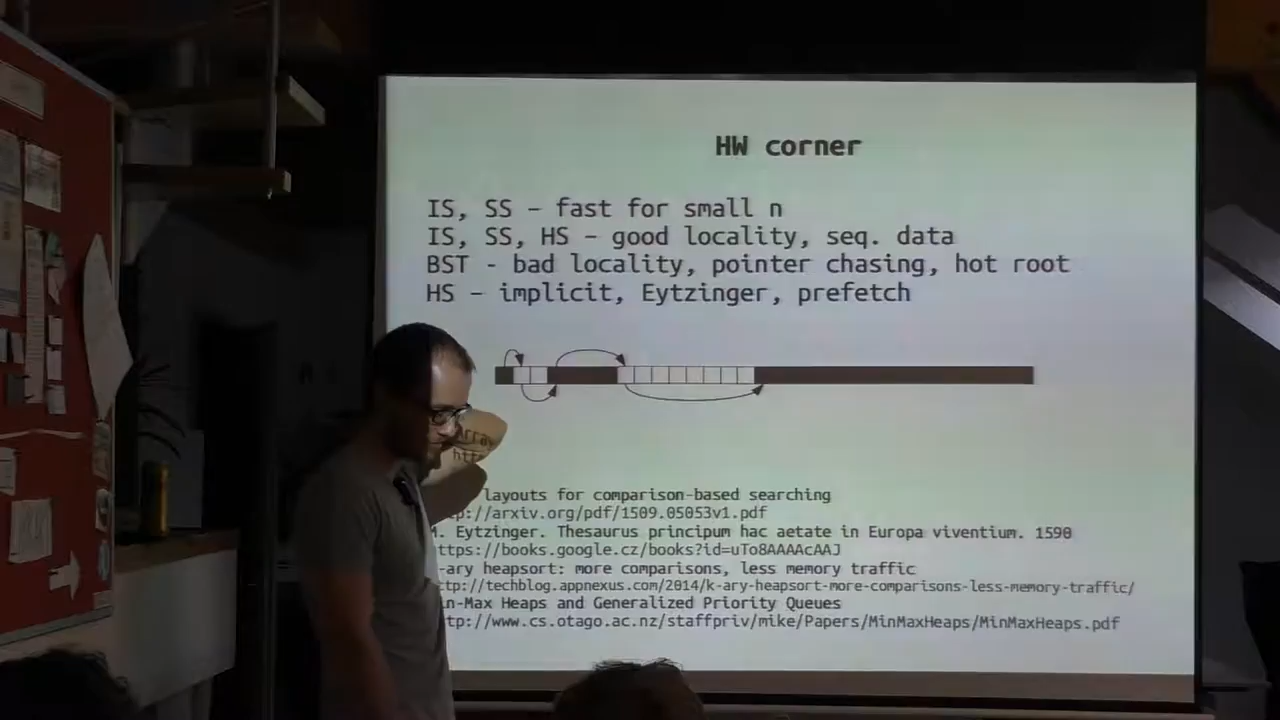 HW corner
IS, SS – fast for small n
IS, SS, HS – good locality, seq. data
BST - bad locality, pointer chasing, hot root
HS – implicit, Eytzinger, prefetch
Array
layouts for comparison-based searching
p://arxiv.org/pdf/1509.05053v1.pdf
M. Eytzinger. Thesaurus principum hac aetate in Europa viventium. 1590
ttps://books.google.cz/books?id=uTo8AAAAcAAJ
-ary heapsort: more comparisons, less memory traffic
ttp://techblog.appnexus.com/2014/k-ary-heapsort-more-comparisons-less-memory-traffic/
in-Max Heaps and Generalized Priority Queues
tp://www.cs.otago.ac.nz/staffpriv/mike/Papers/MinMaxHeaps/MinMaxHeaps.pdf